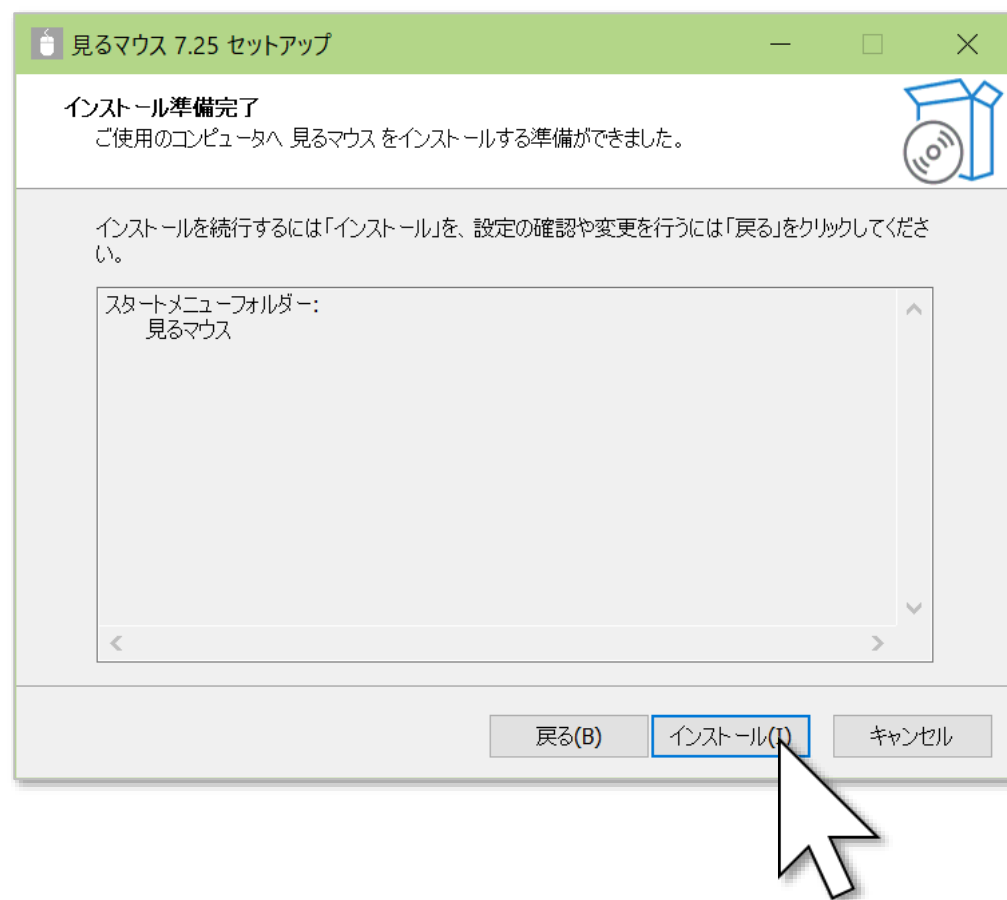 見るマウス 7.25 セットアップ
インストール準備完了
ご使用のコンピュータへ 見るマウス をインストールする準備ができました。
インストールを続行するには「インストール」を、設定の確認や変更を行うには「戻る」をクリックしてくださ
い。
スタートメニューフォルダー:
見るマウス
戻る(B) インストール(I) キャンセル